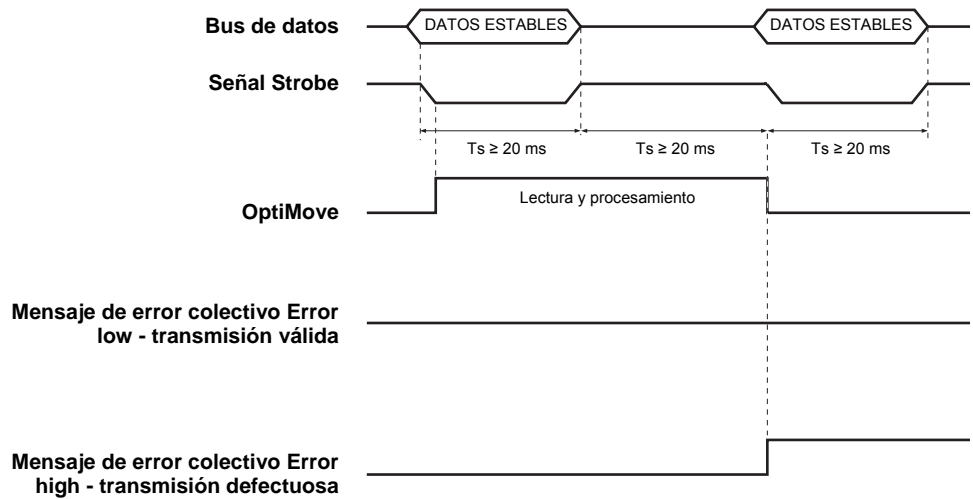 Bus de datos
DATOS ESTABLES
DATOS ESTABLES
Señal Strobe
Ts ≥ 20 ms
Ts ≥ 20 ms
Ts ≥ 20 ms
OptiMove
Lectura y procesamiento
Mensaje de error colectivo Error
low - transmisión válida
Mensaje de error colectivo Error
high - transmisión defectuosa